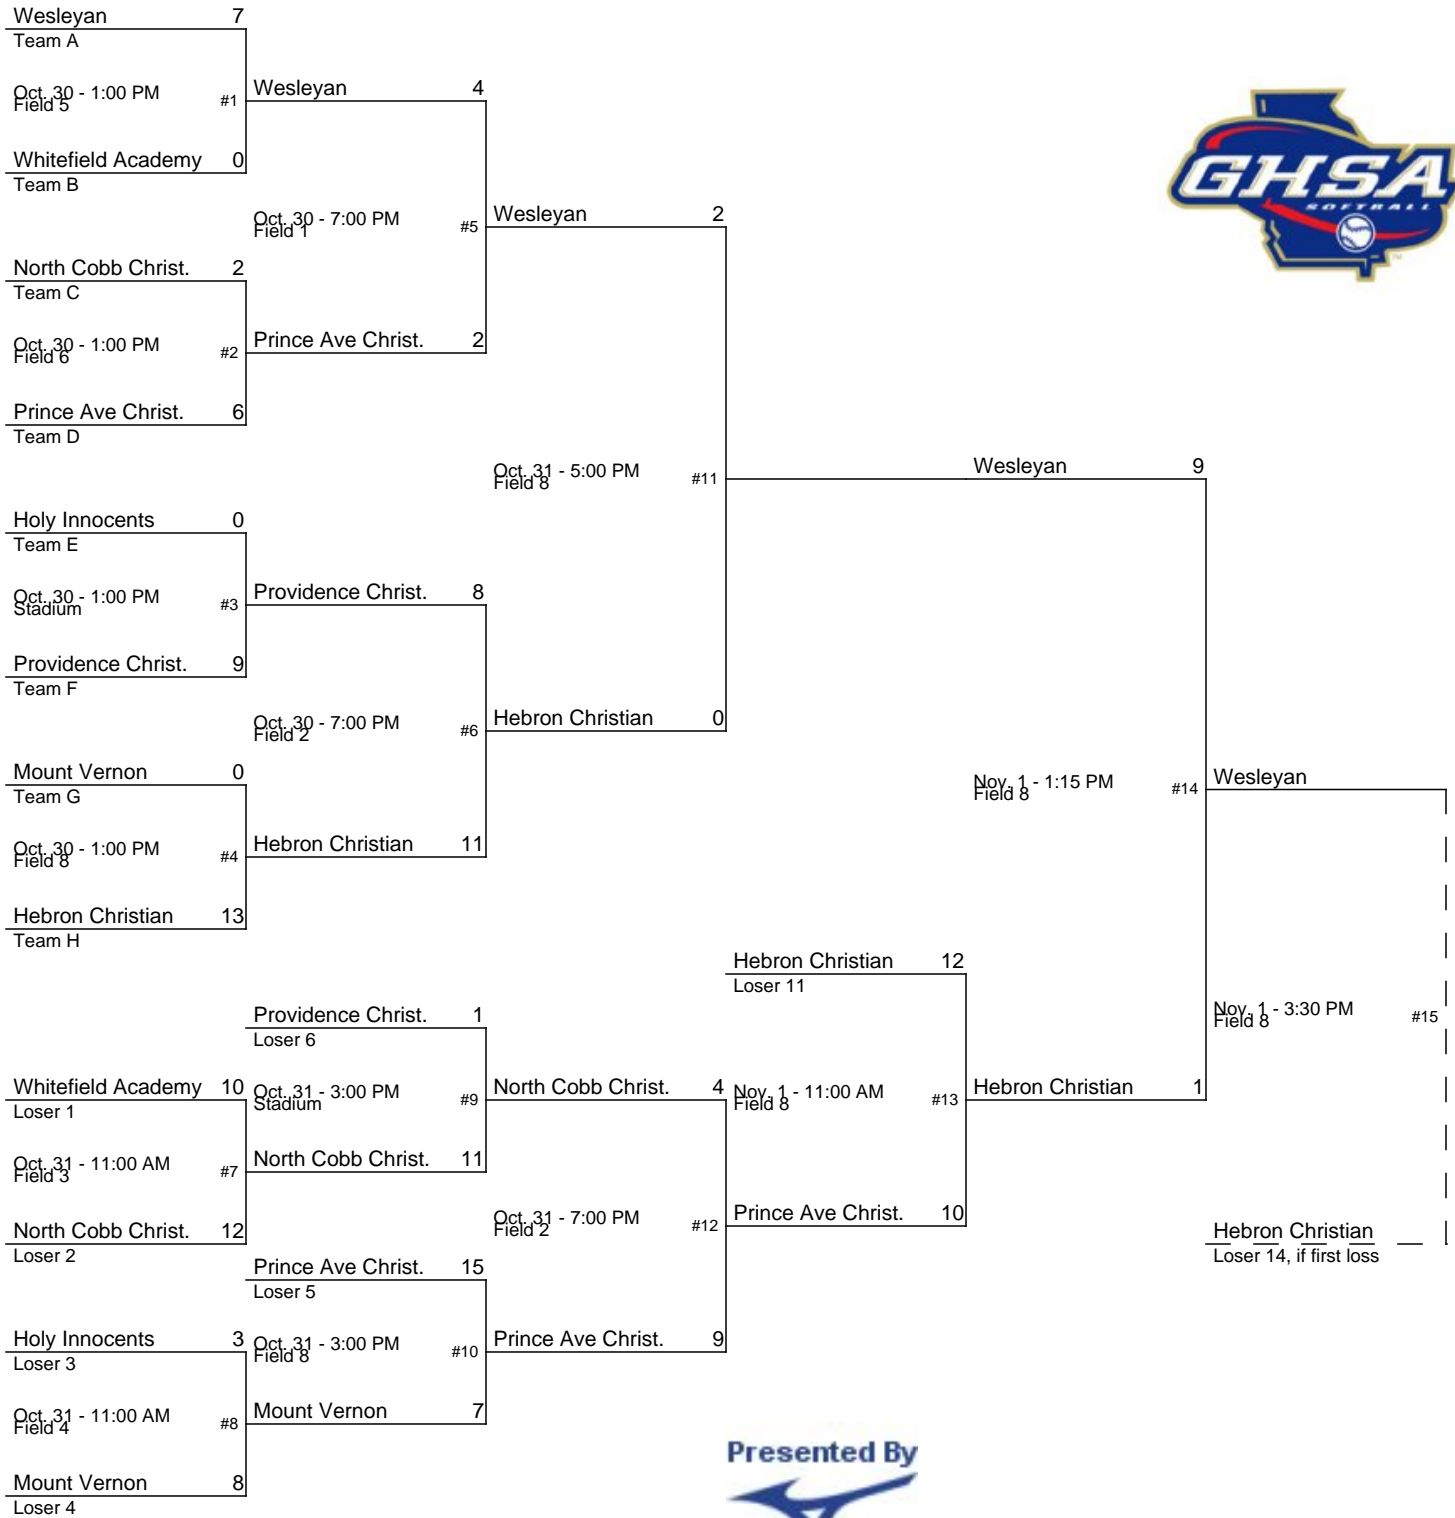 Wesleyan 7
Team A
Oct. 30 - 1:00 PM
Field 5
#1
Whitefield Academy 0
Team B
Wesleyan 4
Oct. 30 - 7:00 PM
Field 1
#5
North Cobb Christ. 2
Team C
Oct. 30 - 1:00 PM
Field 6
#2
Prince Ave Christ. 6
Team D
Prince Ave Christ. 2
Wesleyan 2
Oct. 31 - 5:00 PM
Field 8
#11
Holy Innocents 0
Team E
Oct. 30 - 1:00 PM
Stadium
#3
Providence Christ. 9
Team F
Providence Christ. 8
Oct. 30 - 7:00 PM
Field 2
#6
Hebron Christian 0
Mount Vernon 0
Team G
Oct. 30 - 1:00 PM
Field 8
#4
Hebron Christian 13
Team H
Hebron Christian 11
GHSA
SOFTBALL
TM
Wesleyan 9
Nov. 1 - 1:15 PM
Field 8
#14
Wesleyan
Nov. 1 - 3:30 PM
Field 8
#15
Hebron Christian
Loser 14, if first loss
Hebron Christian 12
Loser 11
Nov. 1 - 11:00 AM
Field 8
#13
Hebron Christian 1
Prince Ave Christ. 10
Providence Christ. 1
Loser 6
Oct. 31 - 3:00 PM
Stadium
#9
North Cobb Christ. 4
Whitefield Academy 10
Loser 1
Oct. 31 - 11:00 AM
Field 3
#7
North Cobb Christ. 11
North Cobb Christ. 12
Loser 2
Oct. 31 - 7:00 PM
Field 2
#12
Prince Ave Christ. 15
Loser 5
Oct. 31 - 3:00 PM
Field 8
#10
Prince Ave Christ. 9
Holy Innocents 3
Loser 3
Oct. 31 - 11:00 AM
Field 4
#8
Mount Vernon 7
Mount Vernon 8
Loser 4
Presented By